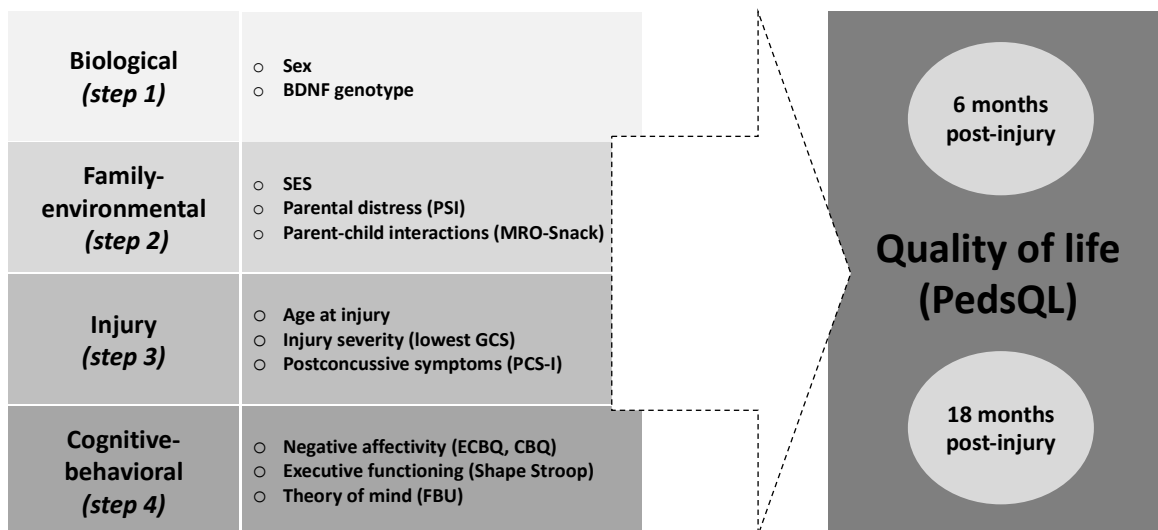 Biological
(step 1)
○ Sex
○ BDNF genotype
Family-
environmental
(step 2)
○ SES
○ Parental distress (PSI)
○ Parent-child interactions (MRO-Snack)
Injury
(step 3)
○ Age at injury
○ Injury severity (lowest GCS)
○ Postconcussive symptoms (PCS-I)
Cognitive-
behavioral
(step 4)
○ Negative affectivity (ECBQ, CBQ)
○ Executive functioning (Shape Stroop)
○ Theory of mind (FBU)
6 months
post-injury
Quality of life
(PedsQL)
18 months
post-injury